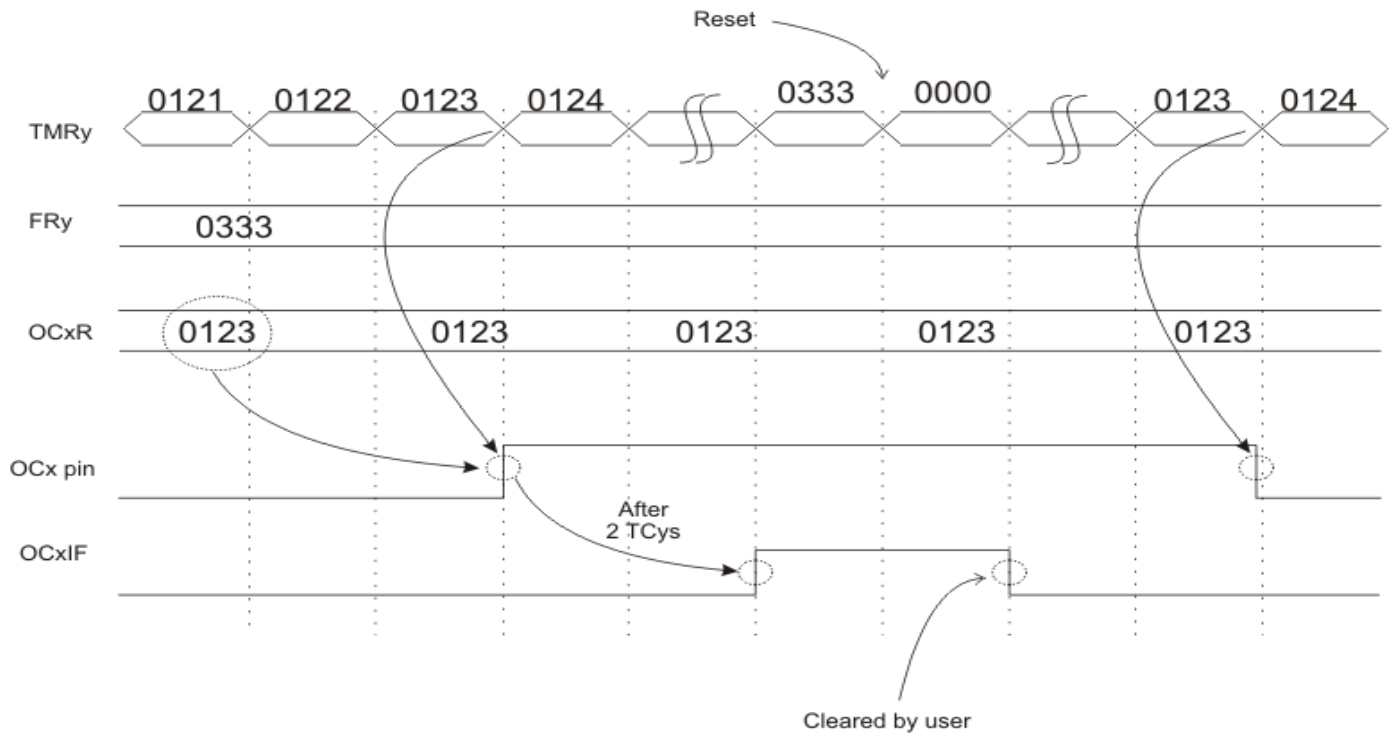 Reset
TMRy 0121 0122 0123 0124 0333 0000 0123 0124
FRy 0333
OCxR 0123 0123 0123 0123 0123
OCx pin
After
2 TCys
OCxIF
Cleared by user